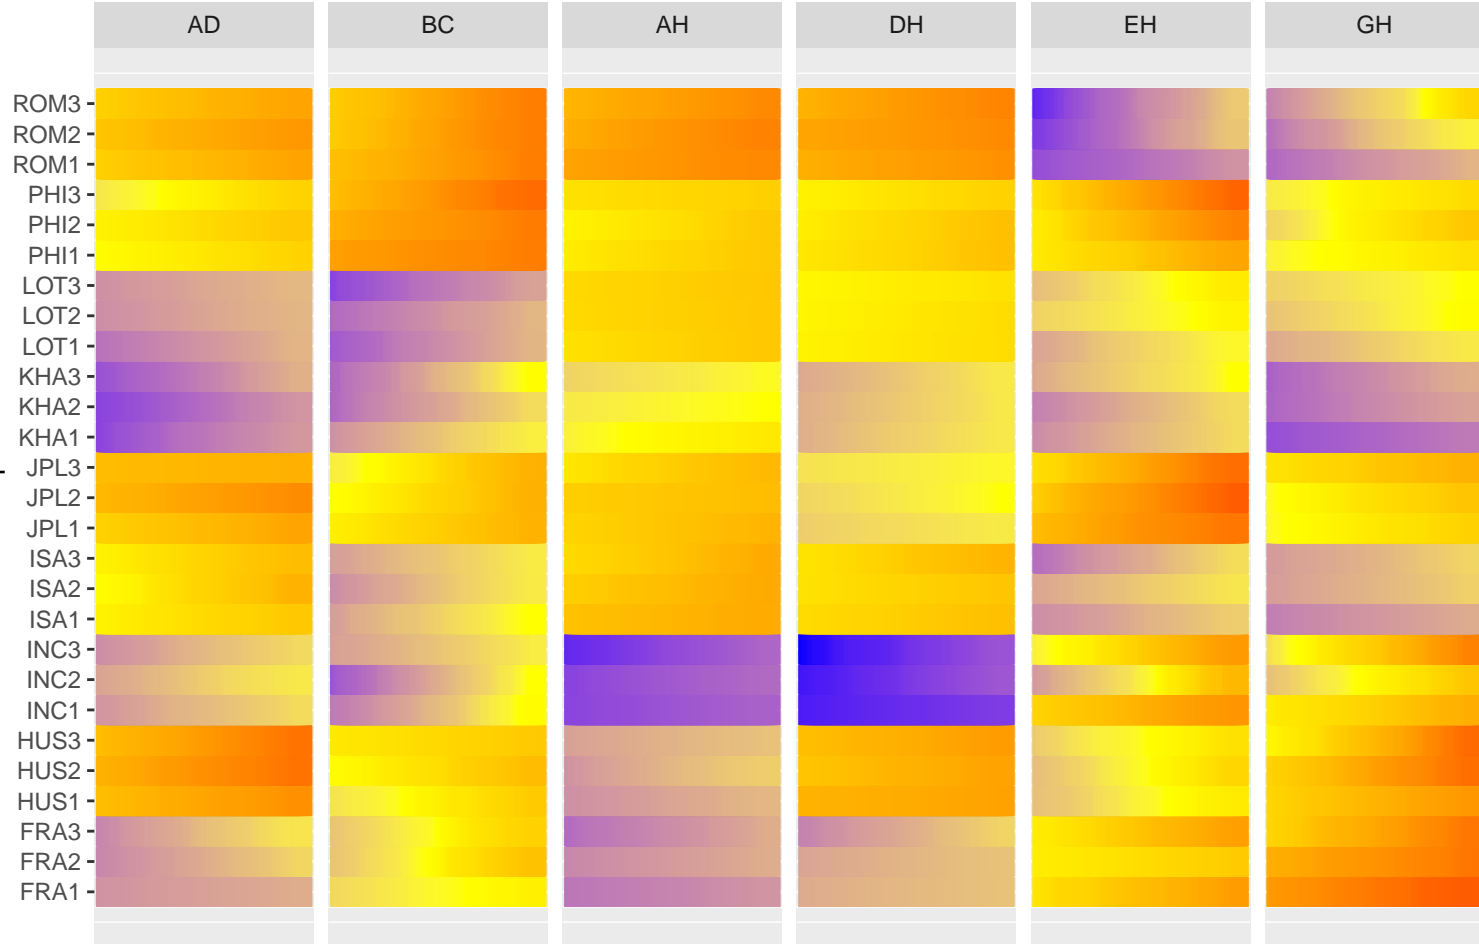 AD BC AH DH EH GH
ROM3
ROM2
ROM1
PHI3
PHI2
PHI1
LOT3
LOT2
LOT1
KHA3
KHA2
KHA1
JPL3
JPL2
JPL1
ISA3
ISA2
ISA1
INC3
INC2
INC1
HUS3
HUS2
HUS1
FRA3
FRA2
FRA1